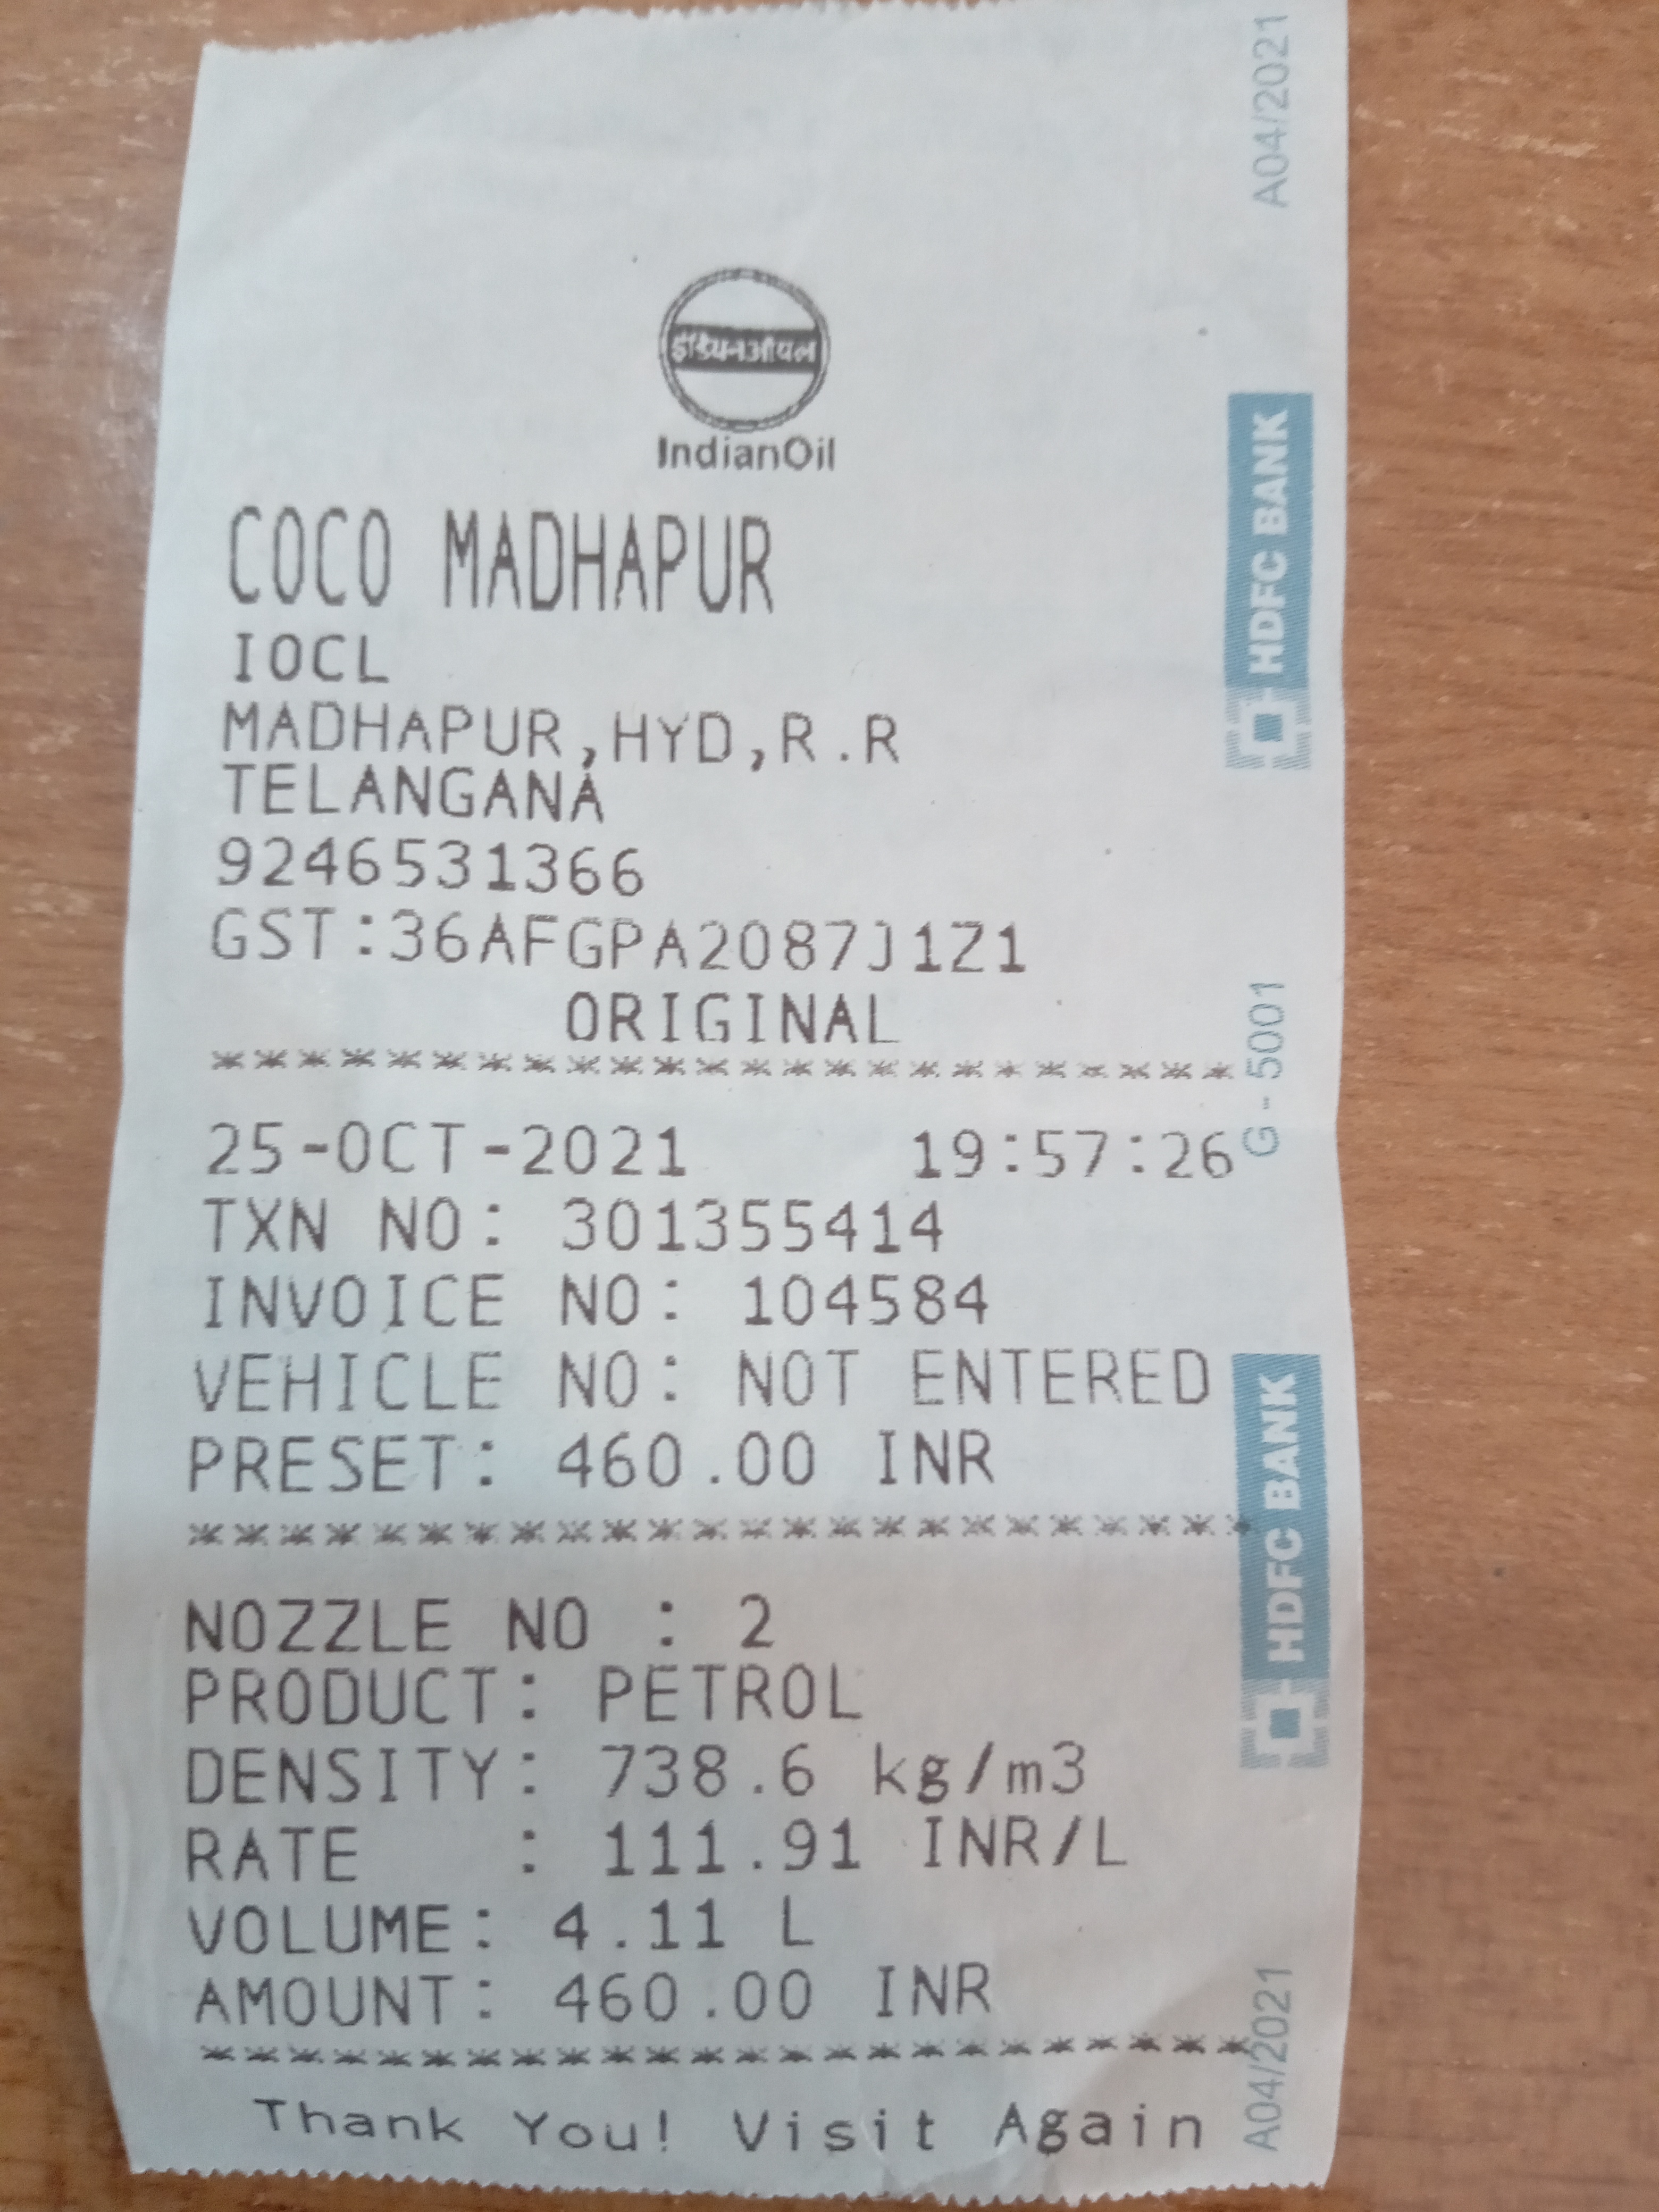 इंडियनऑयल
IndianOil
COCO MADHAPUR
IOCL
MADHAPUR,HYD,R.R
TELANGANA
9246531366
GST:36AFGPA2087J1Z1
ORIGINAL
************************
25-OCT-2021 19:57:26
TXN NO: 301355414
INVOICE NO: 104584
VEHICLE NO: NOT ENTERED
PRESET: 460.00 INR
************************
NOZZLE NO : 2
PRODUCT: PETROL
DENSITY: 738.6 kg/m3
RATE : 111.91 INR/L
VOLUME: 4.11 L
AMOUNT: 460.00 INR
************************
Thank You! Visit Again
A04/2021
HDFC BANK
G - 5001
HDFC BANK
A04/2021